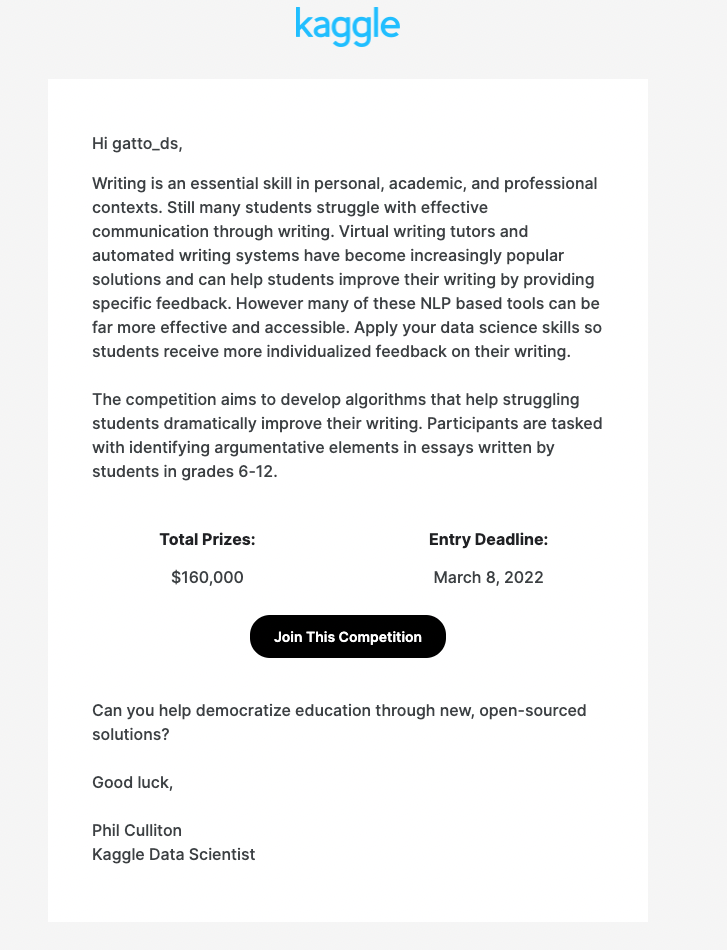 kaggle
Hi gatto_ds,
Writing is an essential skill in personal, academic, and professional
contexts. Still many students struggle with effective
communication through writing. Virtual writing tutors and
automated writing systems have become increasingly popular
solutions and can help students improve their writing by providing
specific feedback. However many of these NLP based tools can be
far more effective and accessible. Apply your data science skills so
students receive more individualized feedback on their writing.
The competition aims to develop algorithms that help struggling
students dramatically improve their writing. Participants are tasked
with identifying argumentative elements in essays written by
students in grades 6-12.
Total Prizes:
$160,000
Entry Deadline:
March 8, 2022
Join This Competition
Can you help democratize education through new, open-sourced
solutions?
Good luck,
Phil Culliton
Kaggle Data Scientist